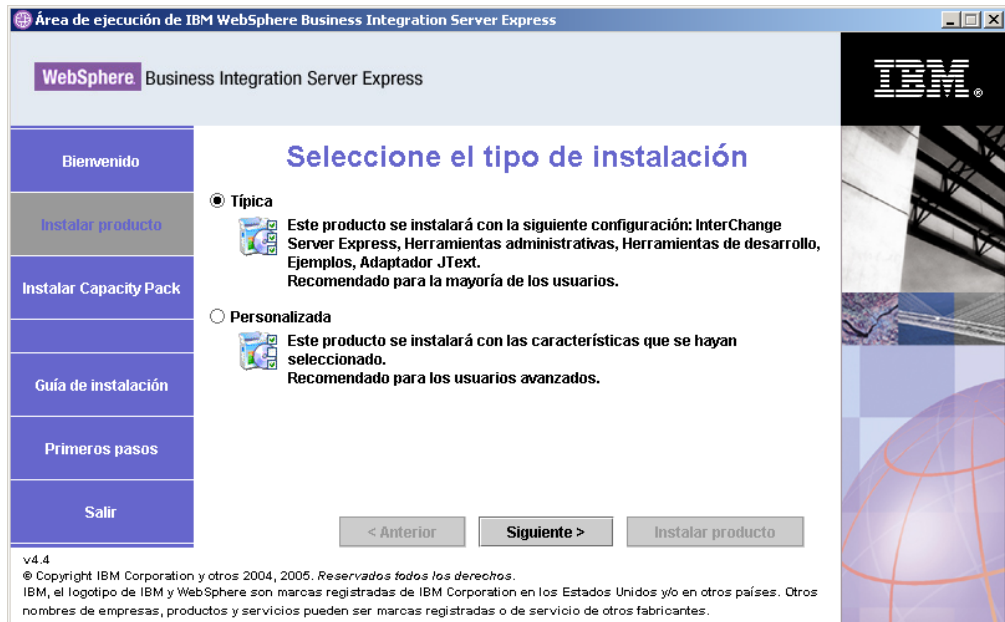 Área de ejecución de IBM WebSphere Business Integration Server Express
WebSphere. Business Integration Server Express
IBM®
Bienvenido
Instalar producto
Instalar Capacity Pack
Guía de instalación
Primeros pasos
Salir
Seleccione el tipo de instalación
Típica
Este producto se instalará con la siguiente configuración: InterChange
Server Express, Herramientas administrativas, Herramientas de desarrollo,
Ejemplos, Adaptador JText.
Recomendado para la mayoría de los usuarios.
Personalizada
Este producto se instalará con las características que se hayan
seleccionado.
Recomendado para los usuarios avanzados.
< Anterior
Siguiente >
Instalar producto
v4.4
© Copyright IBM Corporation y otros 2004, 2005. Reservados todos los derechos.
IBM, el logotipo de IBM y WebSphere son marcas registradas de IBM Corporation en los Estados Unidos y/o en otros países. Otros
nombres de empresas, productos y servicios pueden ser marcas registradas o de servicio de otros fabricantes.